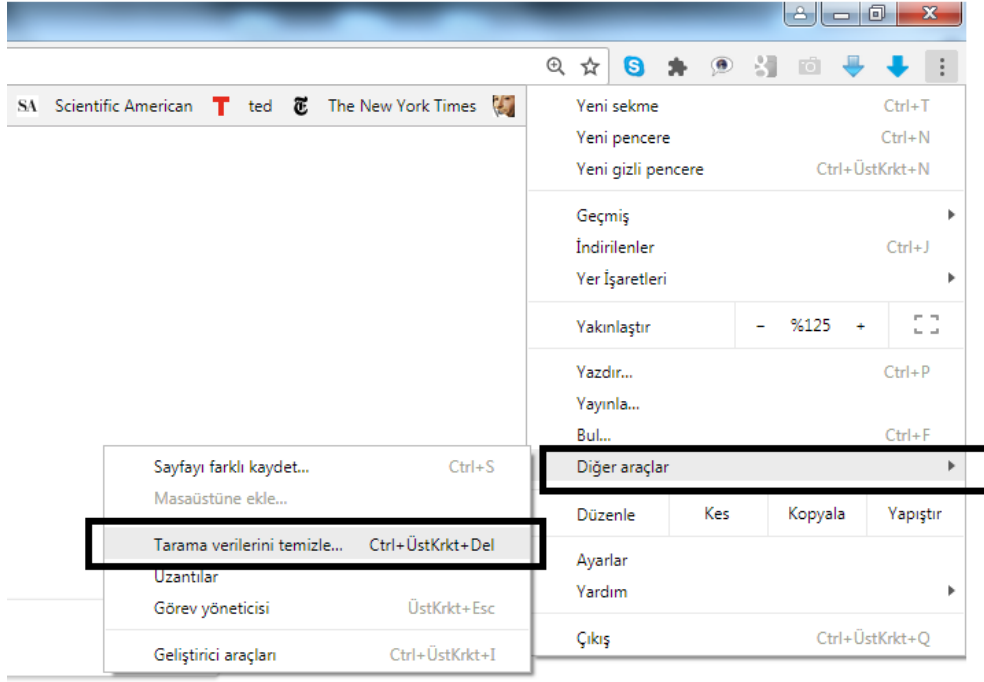 SA Scientific American T ted T The New York Times
Yeni sekme Ctrl+T
Yeni pencere Ctrl+N
Yeni gizli pencere Ctrl+ÜstKrkt+N
Geçmiş
İndirilenler Ctrl+J
Yer İşaretleri
Yakınlaştır - %125 +
Yazdır... Ctrl+P
Yayınla...
Bul... Ctrl+F
Diğer araçlar
Düzenle Kes Kopyala Yapıştır
Ayarlar
Yardım
Çıkış Ctrl+ÜstKrkt+Q
Sayfayı farklı kaydet... Ctrl+S
Masaüstüne ekle...
Tarama verilerini temizle... Ctrl+ÜstKrkt+Del
Uzantılar
Görev yöneticisi ÜstKrkt+Esc
Geliştirici araçları Ctrl+ÜstKrkt+I